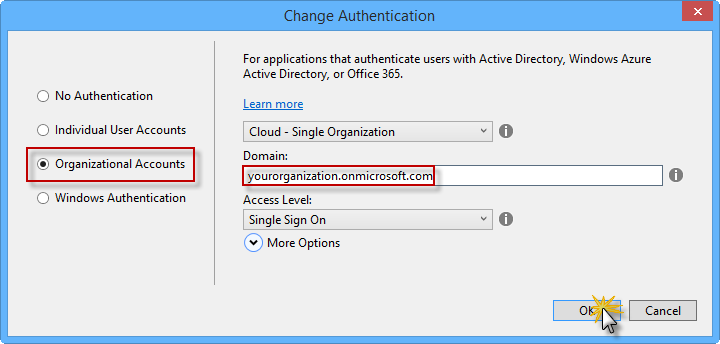 Change Authentication
For applications that authenticate users with Active Directory, Windows Azure
Active Directory, or Office 365.
No Authentication
Individual User Accounts
Organizational Accounts
Windows Authentication
Learn more
Cloud - Single Organization
Domain:
yourorganization.onmicrosoft.com
Access Level:
Single Sign On
More Options
OK
Cancel